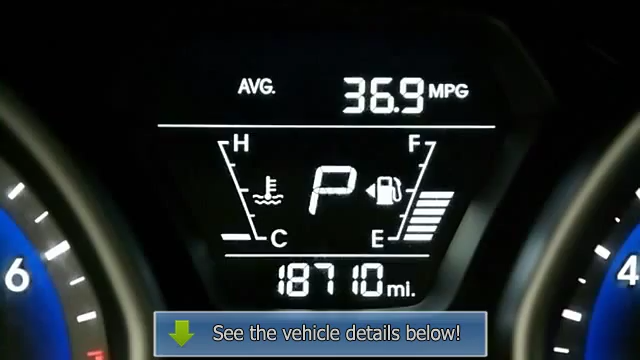 AVG. 36.9 MPG
H F
P
C E
18710 mi.
6 4
See the vehicle details below!